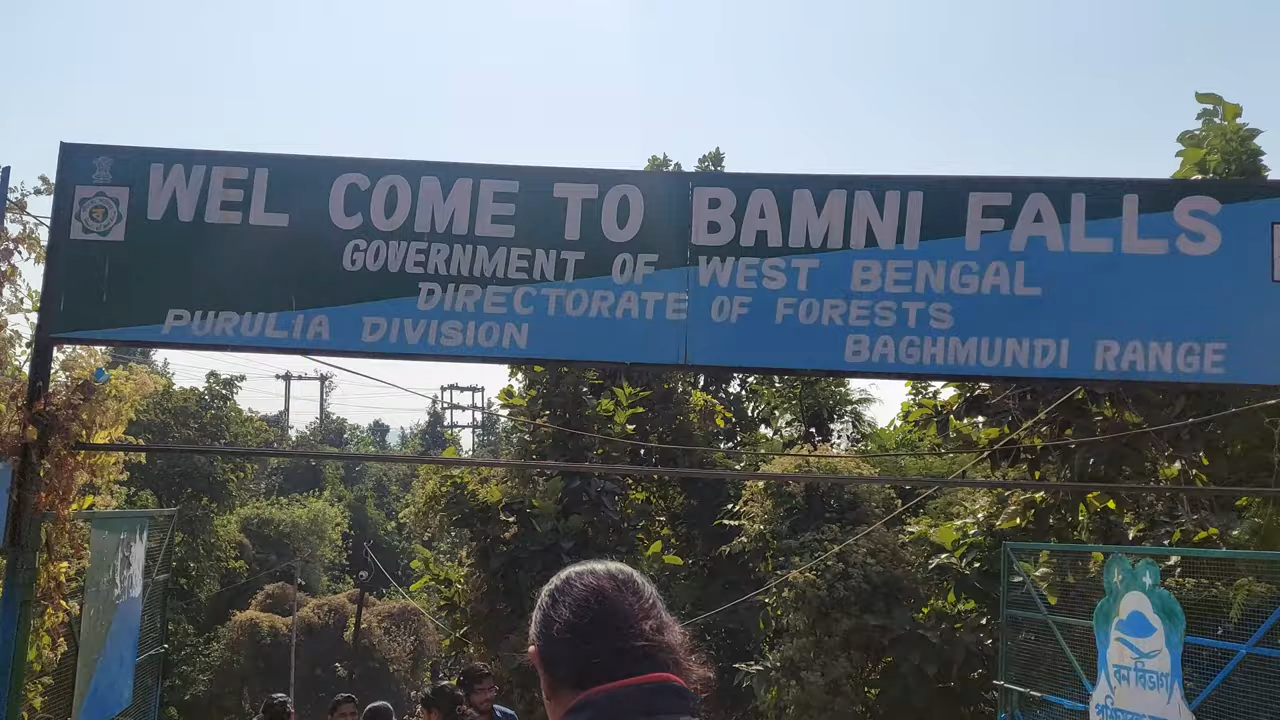 WEL COME TO BAMNI FALLS
GOVERNMENT OF WEST BENGAL
DIRECTORATE OF FORESTS
PURULIA DIVISION
BAGHMUNDI RANGE
বন বিভাগ